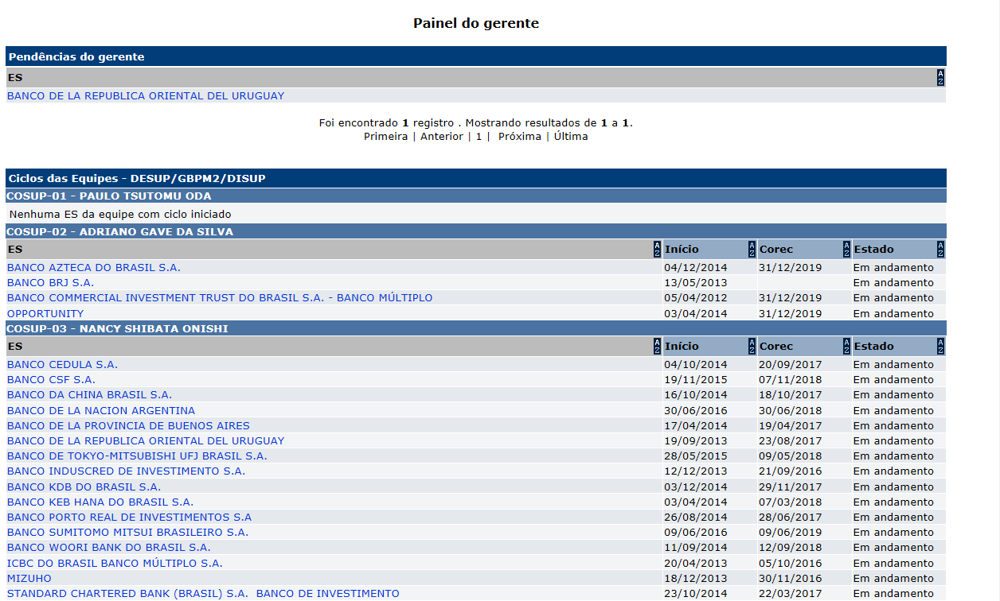 Painel do gerente
Pendências do gerente
ES
BANCO DE LA REPUBLICA ORIENTAL DEL URUGUAY
Foi encontrado 1 registro . Mostrando resultados de 1 a 1.
Primeira | Anterior | 1 | Próxima | Última
Ciclos das Equipes - DESUP/GBPM2/DISUP
COSUP-01 - PAULO TSUTOMU ODA
Nenhuma ES da equipe com ciclo iniciado
COSUP-02 - ADRIANO GAVE DA SILVA
ES Início Corec Estado
BANCO AZTECA DO BRASIL S.A. 04/12/2014 31/12/2019 Em andamento
BANCO BRJ S.A. 13/05/2013 Em andamento
BANCO COMMERCIAL INVESTMENT TRUST DO BRASIL S.A. - BANCO MÚLTIPLO 05/04/2012 31/12/2019 Em andamento
OPPORTUNITY 03/04/2014 31/12/2019 Em andamento
COSUP-03 - NANCY SHIBATA ONISHI
ES Início Corec Estado
BANCO CEDULA S.A. 04/10/2014 20/09/2017 Em andamento
BANCO CSF S.A. 19/11/2015 07/11/2018 Em andamento
BANCO DA CHINA BRASIL S.A. 16/10/2014 18/10/2017 Em andamento
BANCO DE LA NACION ARGENTINA 30/06/2016 30/06/2018 Em andamento
BANCO DE LA PROVINCIA DE BUENOS AIRES 17/04/2014 19/04/2017 Em andamento
BANCO DE LA REPUBLICA ORIENTAL DEL URUGUAY 19/09/2013 23/08/2017 Em andamento
BANCO DE TOKYO-MITSUBISHI UFJ BRASIL S.A. 28/05/2015 09/05/2018 Em andamento
BANCO INDUSCRED DE INVESTIMENTO S.A. 12/12/2013 21/09/2016 Em andamento
BANCO KDB DO BRASIL S.A. 03/12/2014 29/11/2017 Em andamento
BANCO KEB HANA DO BRASIL S.A. 03/04/2014 07/03/2018 Em andamento
BANCO PORTO REAL DE INVESTIMENTOS S.A 26/08/2014 28/06/2017 Em andamento
BANCO SUMITOMO MITSUI BRASILEIRO S.A. 09/06/2016 09/06/2019 Em andamento
BANCO WOORI BANK DO BRASIL S.A. 11/09/2014 12/09/2018 Em andamento
ICBC DO BRASIL BANCO MÚLTIPLO S.A. 20/04/2013 05/10/2016 Em andamento
MIZUHO 18/12/2013 30/11/2016 Em andamento
STANDARD CHARTERED BANK (BRASIL) S.A. BANCO DE INVESTIMENTO 23/10/2014 22/03/2017 Em andamento